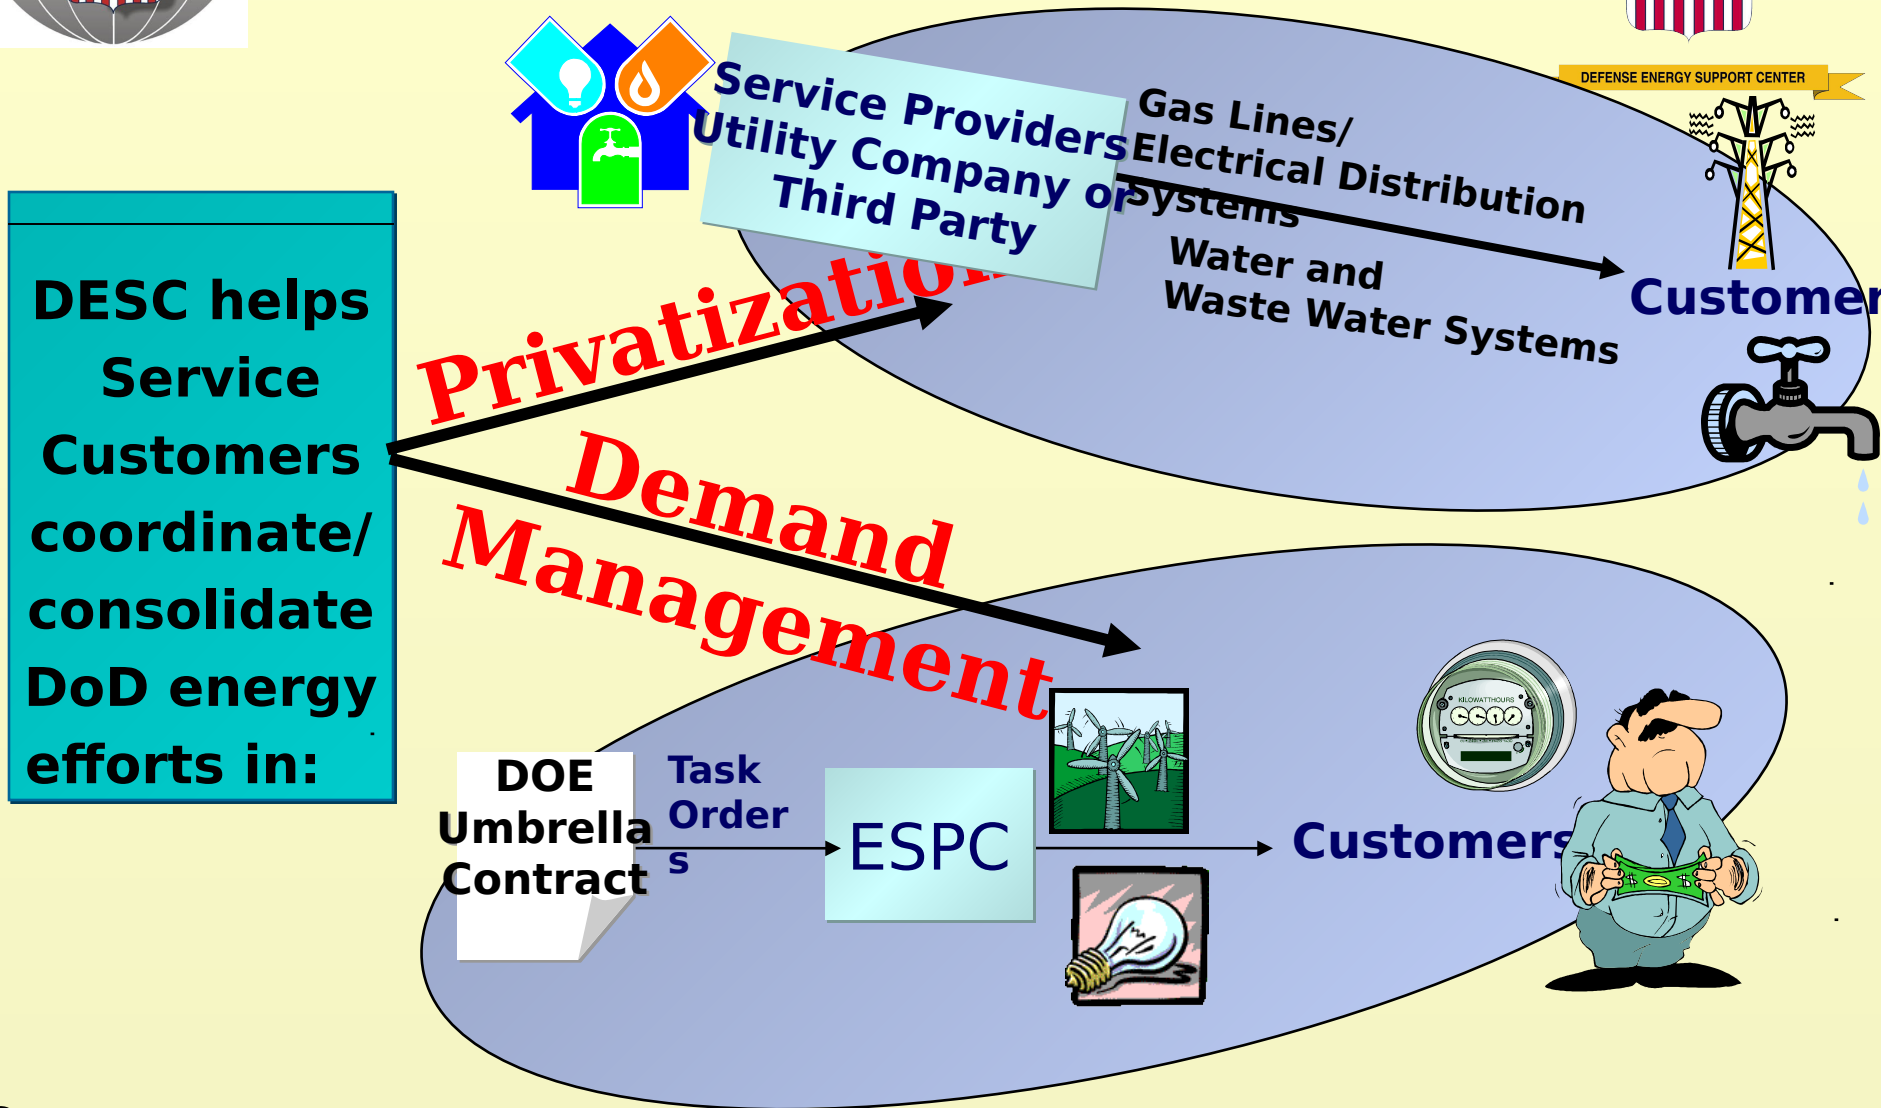 DEFENSE ENERGY SUPPORT CENTER
DESC helps
Service
Customers
coordinate/
consolidate
DoD energy
efforts in:
Privatization
Service Providers
Utility Company or
Third Party
Gas Lines/
Electrical Distribution
Systems
Water and
Waste Water Systems
Customer
Demand
Management
DOE
Umbrella
Contract
Task
Order
s
ESPC
KILOWATTHOURS
Customers